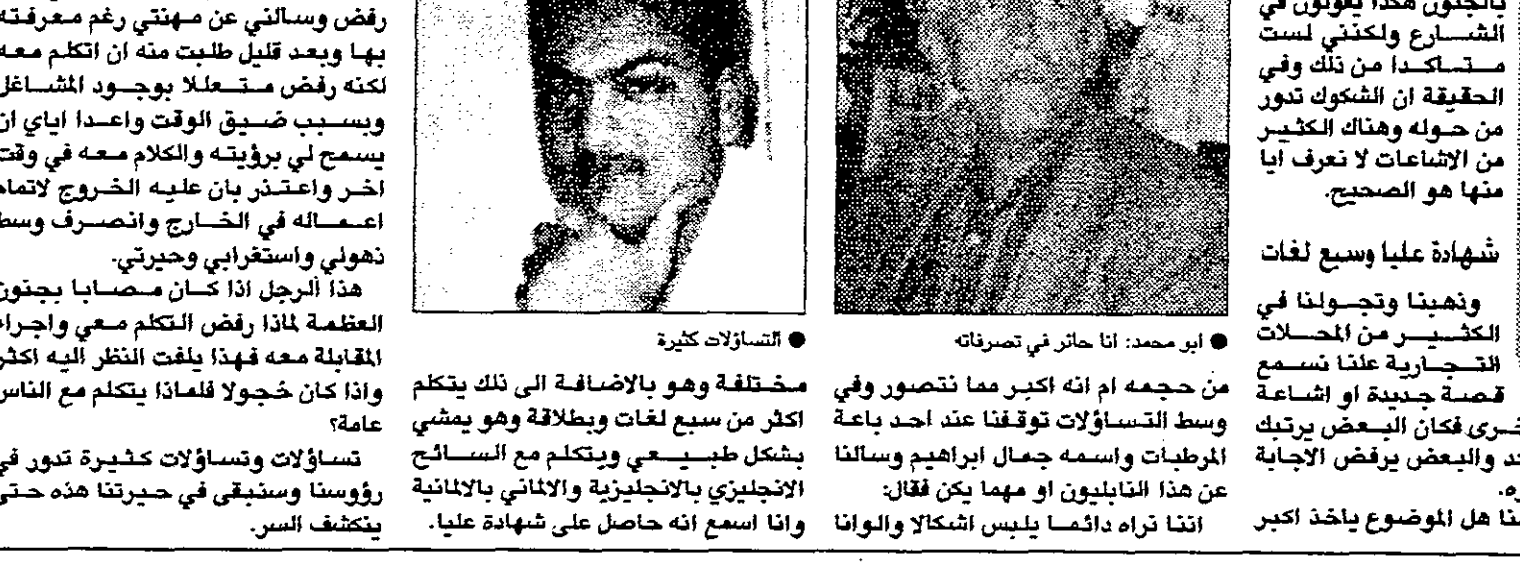 بالجنون هكذا يقولون في
الشارع ولكنني لست
متاكدا من ذلك وفي
الحقيقة ان الشكوك تدور
من حوله وهناك الكثير
من الاشاعات لا نعرف ايا
منها هو الصحيح.
شهادة عليا وسبع لغات
وذهبنا وتجولنا في
الكثير من المحلات
التجارية علنا نسمع
قصة جديدة او اشاعة
فكان البعض يرتبك
والبعض يرفض الاجابة
هل الموضوع ياخذ اكبر
● ابو محمد: انا حائر في تصرفاته
من حجمه ام انه اكبر مما نتصور وفي
وسط التساؤلات توقفنا عند احد باعة
المرطبات واسمه جمال ابراهيم وسالنا
عن هذا النابليون او مهما يكن فقال:
اننا نراه دائما يلبس اشكالا والوانا
● التساؤلات كثيرة
مختلفة وهو بالاضافة الى ذلك يتكلم
اكثر من سبع لغات وبطلاقة وهو يمشي
بشكل طبيعي ويتكلم مع السائح
الانجليزي بالانجليزية والالماني بالالمانية
وانا اسمع انه حاصل على شهادة عليا.
رفض وسالني عن مهنتي رغم معرفته
بها وبعد قليل طلبت منه ان اتكلم معه
لكنه رفض متعللا بوجود المشاغل
وبسبب ضيق الوقت واعدا اياي ان
يسمح لي برؤيته والكلام معه في وقت
اخر واعتذر بان عليه الخروج لاتمام
اعماله في الخارج وانصرف وسط
ذهولي واستغرابي وحيرتي.
هذا الرجل اذا كان مصابا بجنون
العظمة لماذا رفض التكلم معي واجراء
المقابلة معه فهذا يلفت النظر اليه اكثر
واذا كان خجولا فلماذا يتكلم مع الناس
عامة؟
تساؤلات وتساؤلات كثيرة تدور في
رؤوسنا وسنبقى في حيرتنا هذه حتى
ينكشف السر.